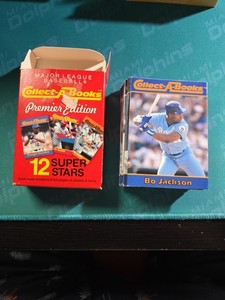 MAJOR LEAGUE
BASEBALL®
Collect-A-Books
Premier Edition
12 SUPER
STARS
Collect-A-Books
Bo Jackson